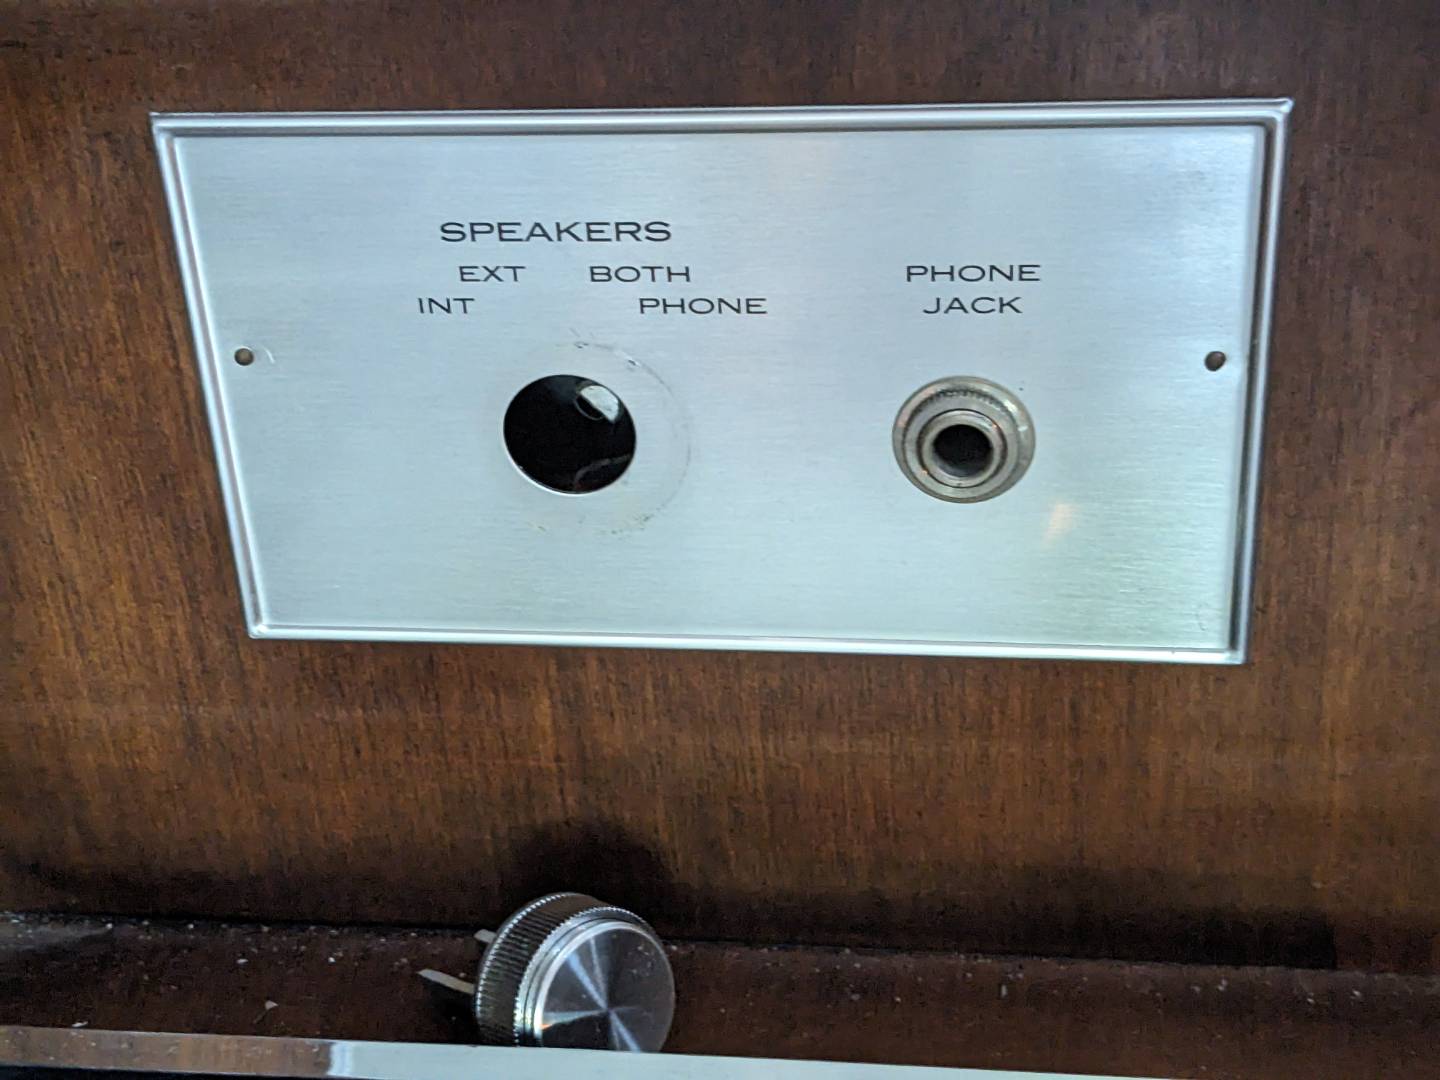 SPEAKERS
EXT BOTH
INT PHONE
PHONE
JACK